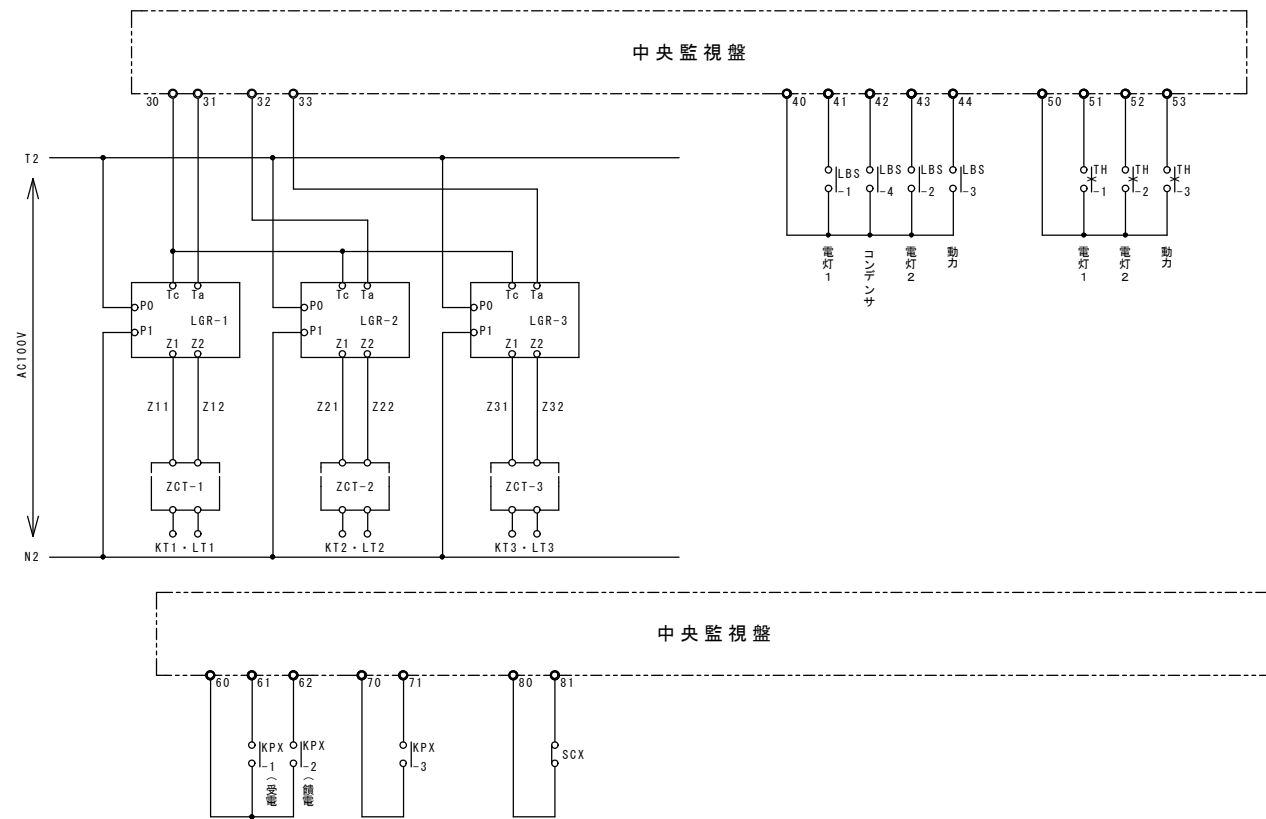 中央監視盤
30 31 32 33 40 41 42 43 44 50 51 52 53
T2
LBS LBS LBS LBS TH TH TH
-1 -4 -2 -3 -1 -2 -3
電灯1 コンデンサ 電灯2 動力 電灯1 電灯2 動力
Tc Ta Tc Ta Tc Ta
P0 P0 P0
LGR-1 LGR-2 LGR-3
P1 P1 P1
Z1 Z2 Z1 Z2 Z1 Z2
AC100V
Z11 Z12 Z21 Z22 Z31 Z32
ZCT-1 ZCT-2 ZCT-3
KT1・LT1 KT2・LT2 KT3・LT3
N2
中央監視盤
60 61 62 70 71 80 81
KPX KPX KPX SCX
-1 -2 -3
(受電 (饋電